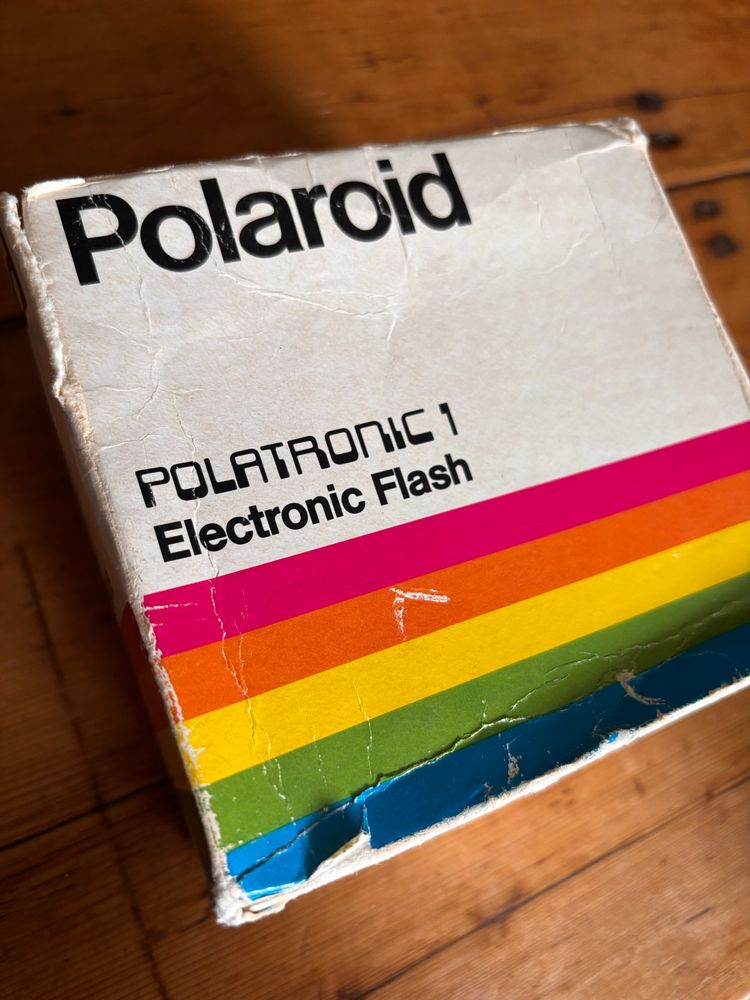 Polaroid
POLATRONIC 1
Electronic Flash